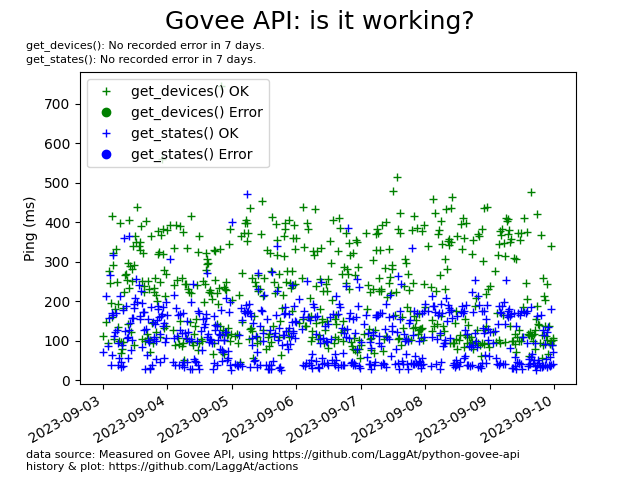 Govee API: is it working?
get_devices(): No recorded error in 7 days.
get_states(): No recorded error in 7 days.
get_devices() OK
get_devices() Error
get_states() OK
get_states() Error
Ping (ms)
700
600
500
400
300
200
100
0
2023-09-03
2023-09-04
2023-09-05
2023-09-06
2023-09-07
2023-09-08
2023-09-09
2023-09-10
data source: Measured on Govee API, using https://github.com/LaggAt/python-govee-api
history & plot: https://github.com/LaggAt/actions